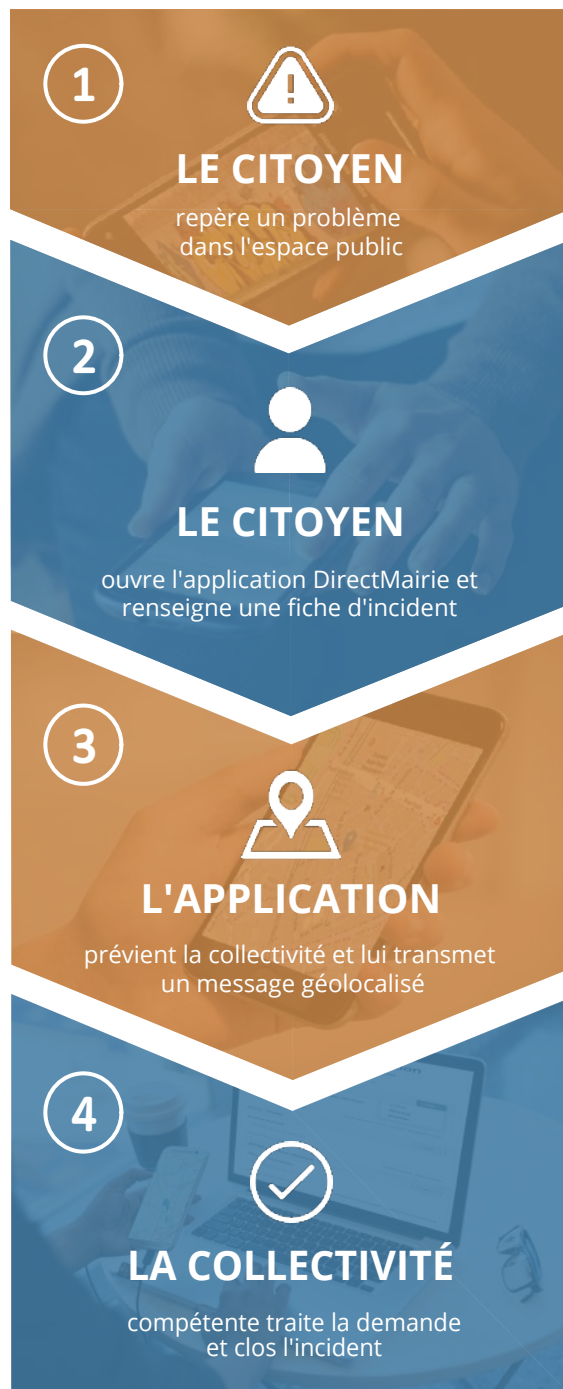 1
LE CITOYEN
repère un problème
dans l'espace public
2
LE CITOYEN
ouvre l'application DirectMairie et
renseigne une fiche d'incident
3
L'APPLICATION
prévient la collectivité et lui transmet
un message géolocalisé
4
LA COLLECTIVITÉ
compétente traite la demande
et clos l'incident